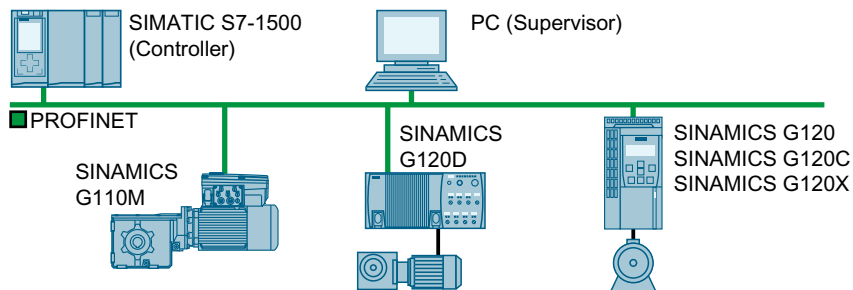 SIMATIC S7-1500
(Controller)
PC (Supervisor)
PROFINET
SINAMICS
G110M
SINAMICS
G120D
SINAMICS G120
SINAMICS G120C
SINAMICS G120X